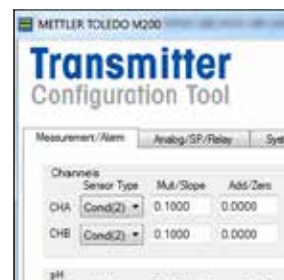 METTLER TOLEDO M200
Transmitter
Configuration Tool
Measurement/Alarm Analog/SP/Relay
Channels
Sensor Type Mult/Slope Add/Zero
CHA Cond(2) 0.1000 0.0000
CHB Cond(2) 0.1000 0.0000
pH